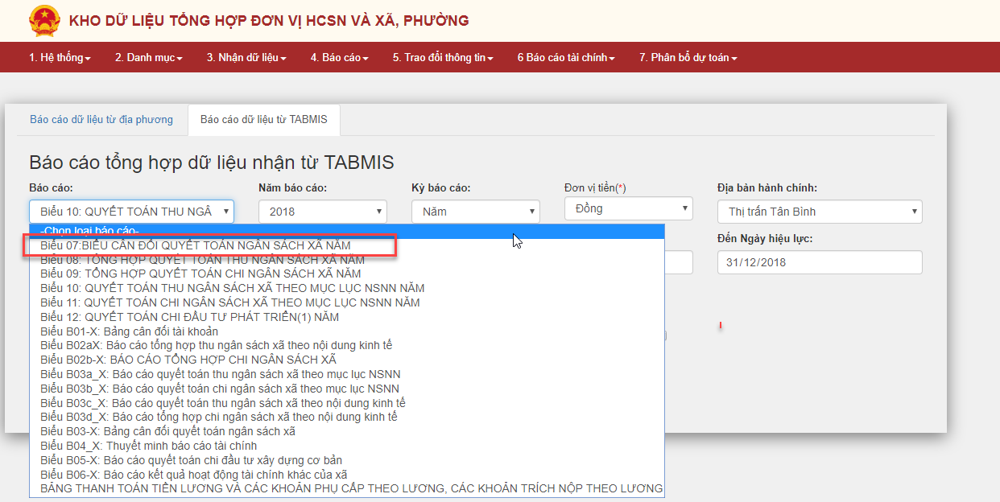 KHO DỮ LIỆU TỔNG HỢP ĐƠN VỊ HCSN VÀ XÃ, PHƯỜNG
1. Hệ thống 2. Danh mục 3. Nhận dữ liệu 4. Báo cáo 5. Trao đổi thông tin 6 Báo cáo tài chính 7. Phân bổ dự toán
Báo cáo dữ liệu từ địa phương Báo cáo dữ liệu từ TABMIS
Báo cáo tổng hợp dữ liệu nhận từ TABMIS
Báo cáo: Năm báo cáo: Kỳ báo cáo: Đơn vị tiền(*) Địa bàn hành chính:
Biểu 10: QUYẾT TOÁN THU NGÂ 2018 Năm Đồng Thị trấn Tân Bình
-Chọn loại báo cáo-
Đến Ngày hiệu lực:
Biểu 07:BIỂU CÂN ĐỐI QUYẾT TOÁN NGÂN SÁCH XÃ NĂM
Biểu 08: TỔNG HỢP QUYẾT TOÁN THU NGÂN SÁCH XÃ NĂM
31/12/2018
Biểu 09: TỔNG HỢP QUYẾT TOÁN CHI NGÂN SÁCH XÃ NĂM
Biểu 10: QUYẾT TOÁN THU NGÂN SÁCH XÃ THEO MỤC LỤC NSNN NĂM
Biểu 11: QUYẾT TOÁN CHI NGÂN SÁCH XÃ THEO MỤC LỤC NSNN NĂM
Biểu 12: QUYẾT TOÁN CHI ĐẦU TƯ PHÁT TRIỂN(1) NĂM
Biểu B01-X: Bảng cân đối tài khoản
Biểu B02aX: Báo cáo tổng hợp thu ngân sách xã theo nội dung kinh tế
Biểu B02b-X: BÁO CÁO TỔNG HỢP CHI NGÂN SÁCH XÃ
Biểu B03a_X: Báo cáo quyết toán thu ngân sách xã theo mục lục NSNN
Biểu B03b_X: Báo cáo quyết toán chi ngân sách xã theo mục lục NSNN
Biểu B03c_X: Báo cáo quyết toán thu ngân sách xã theo nội dung kinh tế
Biểu B03d_X: Báo cáo tổng hợp chi ngân sách xã theo nội dung kinh tế
Biểu B03-X: Bảng cân đối quyết toán ngân sách xã
Biểu B04_X: Thuyết minh báo cáo tài chính
Biểu B05-X: Báo cáo quyết toán chi đầu tư xây dựng cơ bản
Biểu B06-X: Báo cáo kết quả hoạt động tài chính khác của xã
BẢNG THANH TOÁN TIỀN LƯƠNG VÀ CÁC KHOẢN PHỤ CẤP THEO LƯƠNG, CÁC KHOẢN TRÍCH NỘP THEO LƯƠNG